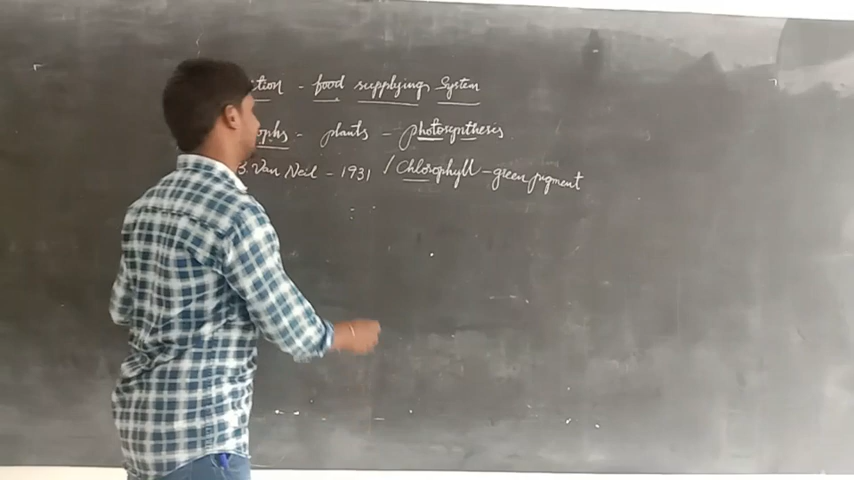 tion - food supplying System
ophs - plants - photosynthesis
B. Van Neil - 1931 / Chlorophyll - green pigment